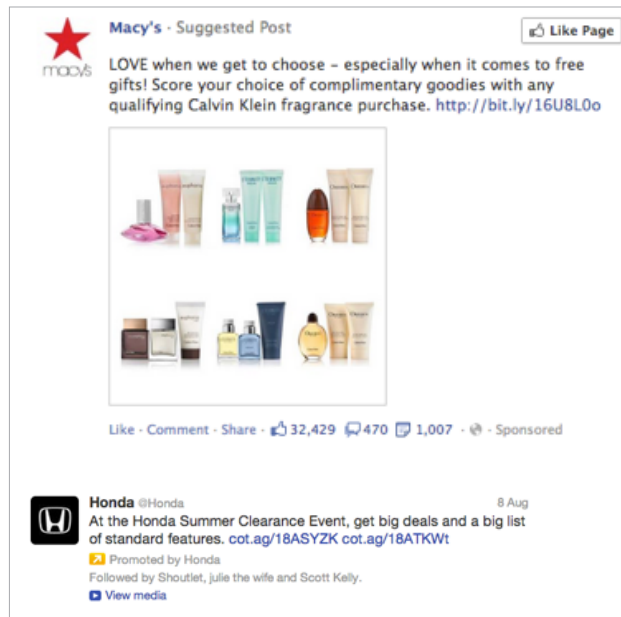 Macy's · Suggested Post
Like Page
macy's
LOVE when we get to choose – especially when it comes to free
gifts! Score your choice of complimentary goodies with any
qualifying Calvin Klein fragrance purchase. http://bit.ly/16U8L0o
Like · Comment · Share · 32,429 470 1,007 · Sponsored
Honda @Honda 8 Aug
At the Honda Summer Clearance Event, get big deals and a big list
of standard features. cot.ag/18ASYZK cot.ag/18ATKWt
Promoted by Honda
Followed by Shoutlet, julie the wife and Scott Kelly.
View media